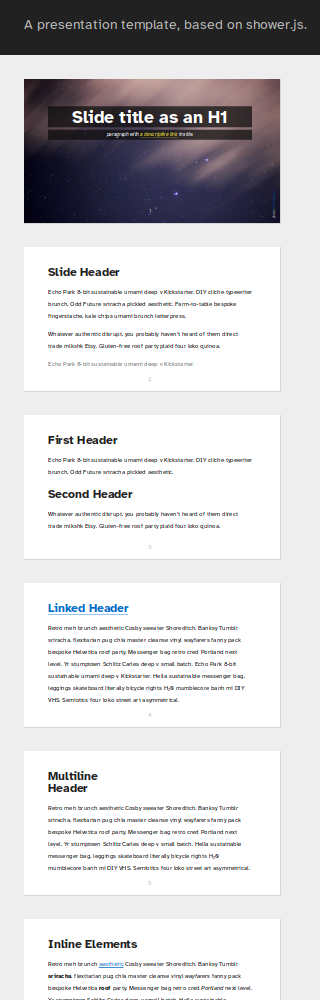 A presentation template, based on shower.js.
Slide title as an H1
paragraph with a descriptive link inside.
1
Slide Header
Echo Park 8-bit sustainable umami deep v Kickstarter. DIY cliche typewriter
brunch. Odd Future sriracha pickled aesthetic. Farm-to-table bespoke
fingerstache, kale chips umami brunch letterpress.
Whatever authentic disrupt, you probably haven't heard of them direct
trade mlkshk Etsy. Gluten-free roof party plaid four loko quinoa.
Echo Park 8-bit sustainable umami deep v Kickstarter.
2
First Header
Echo Park 8-bit sustainable umami deep v Kickstarter. DIY cliche typewriter
brunch. Odd Future sriracha pickled aesthetic.
Second Header
Whatever authentic disrupt, you probably haven't heard of them direct
trade mlkshk Etsy. Gluten-free roof party plaid four loko quinoa.
3
Linked Header
Retro meh brunch aesthetic Cosby sweater Shoreditch. Banksy Tumblr
sriracha, flexitarian pug chia master cleanse vinyl wayfarers fanny pack
bespoke Helvetica roof party. Messenger bag retro cred Portland next
level. Yr stumptown Schlitz Carles deep v small batch. Echo Park 8-bit
sustainable umami deep v Kickstarter. Hella sustainable messenger bag,
leggings skateboard literally bicycle rights H₂0 mumblecore banh mi DIY
VHS. Semiotics four loko street art asymmetrical.
4
Multiline
Header
Retro meh brunch aesthetic Cosby sweater Shoreditch. Banksy Tumblr
sriracha, flexitarian pug chia master cleanse vinyl wayfarers fanny pack
bespoke Helvetica roof party. Messenger bag retro cred Portland next
level. Yr stumptown Schlitz Carles deep v small batch. Hella sustainable
messenger bag, leggings skateboard literally bicycle rights H₂0
mumblecore banh mi DIY VHS. Semiotics four loko street art asymmetrical.
5
Inline Elements
Retro meh brunch aesthetic Cosby sweater Shoreditch. Banksy Tumblr
sriracha, flexitarian pug chia master cleanse vinyl wayfarers fanny pack
bespoke Helvetica roof party. Messenger bag retro cred Portland next